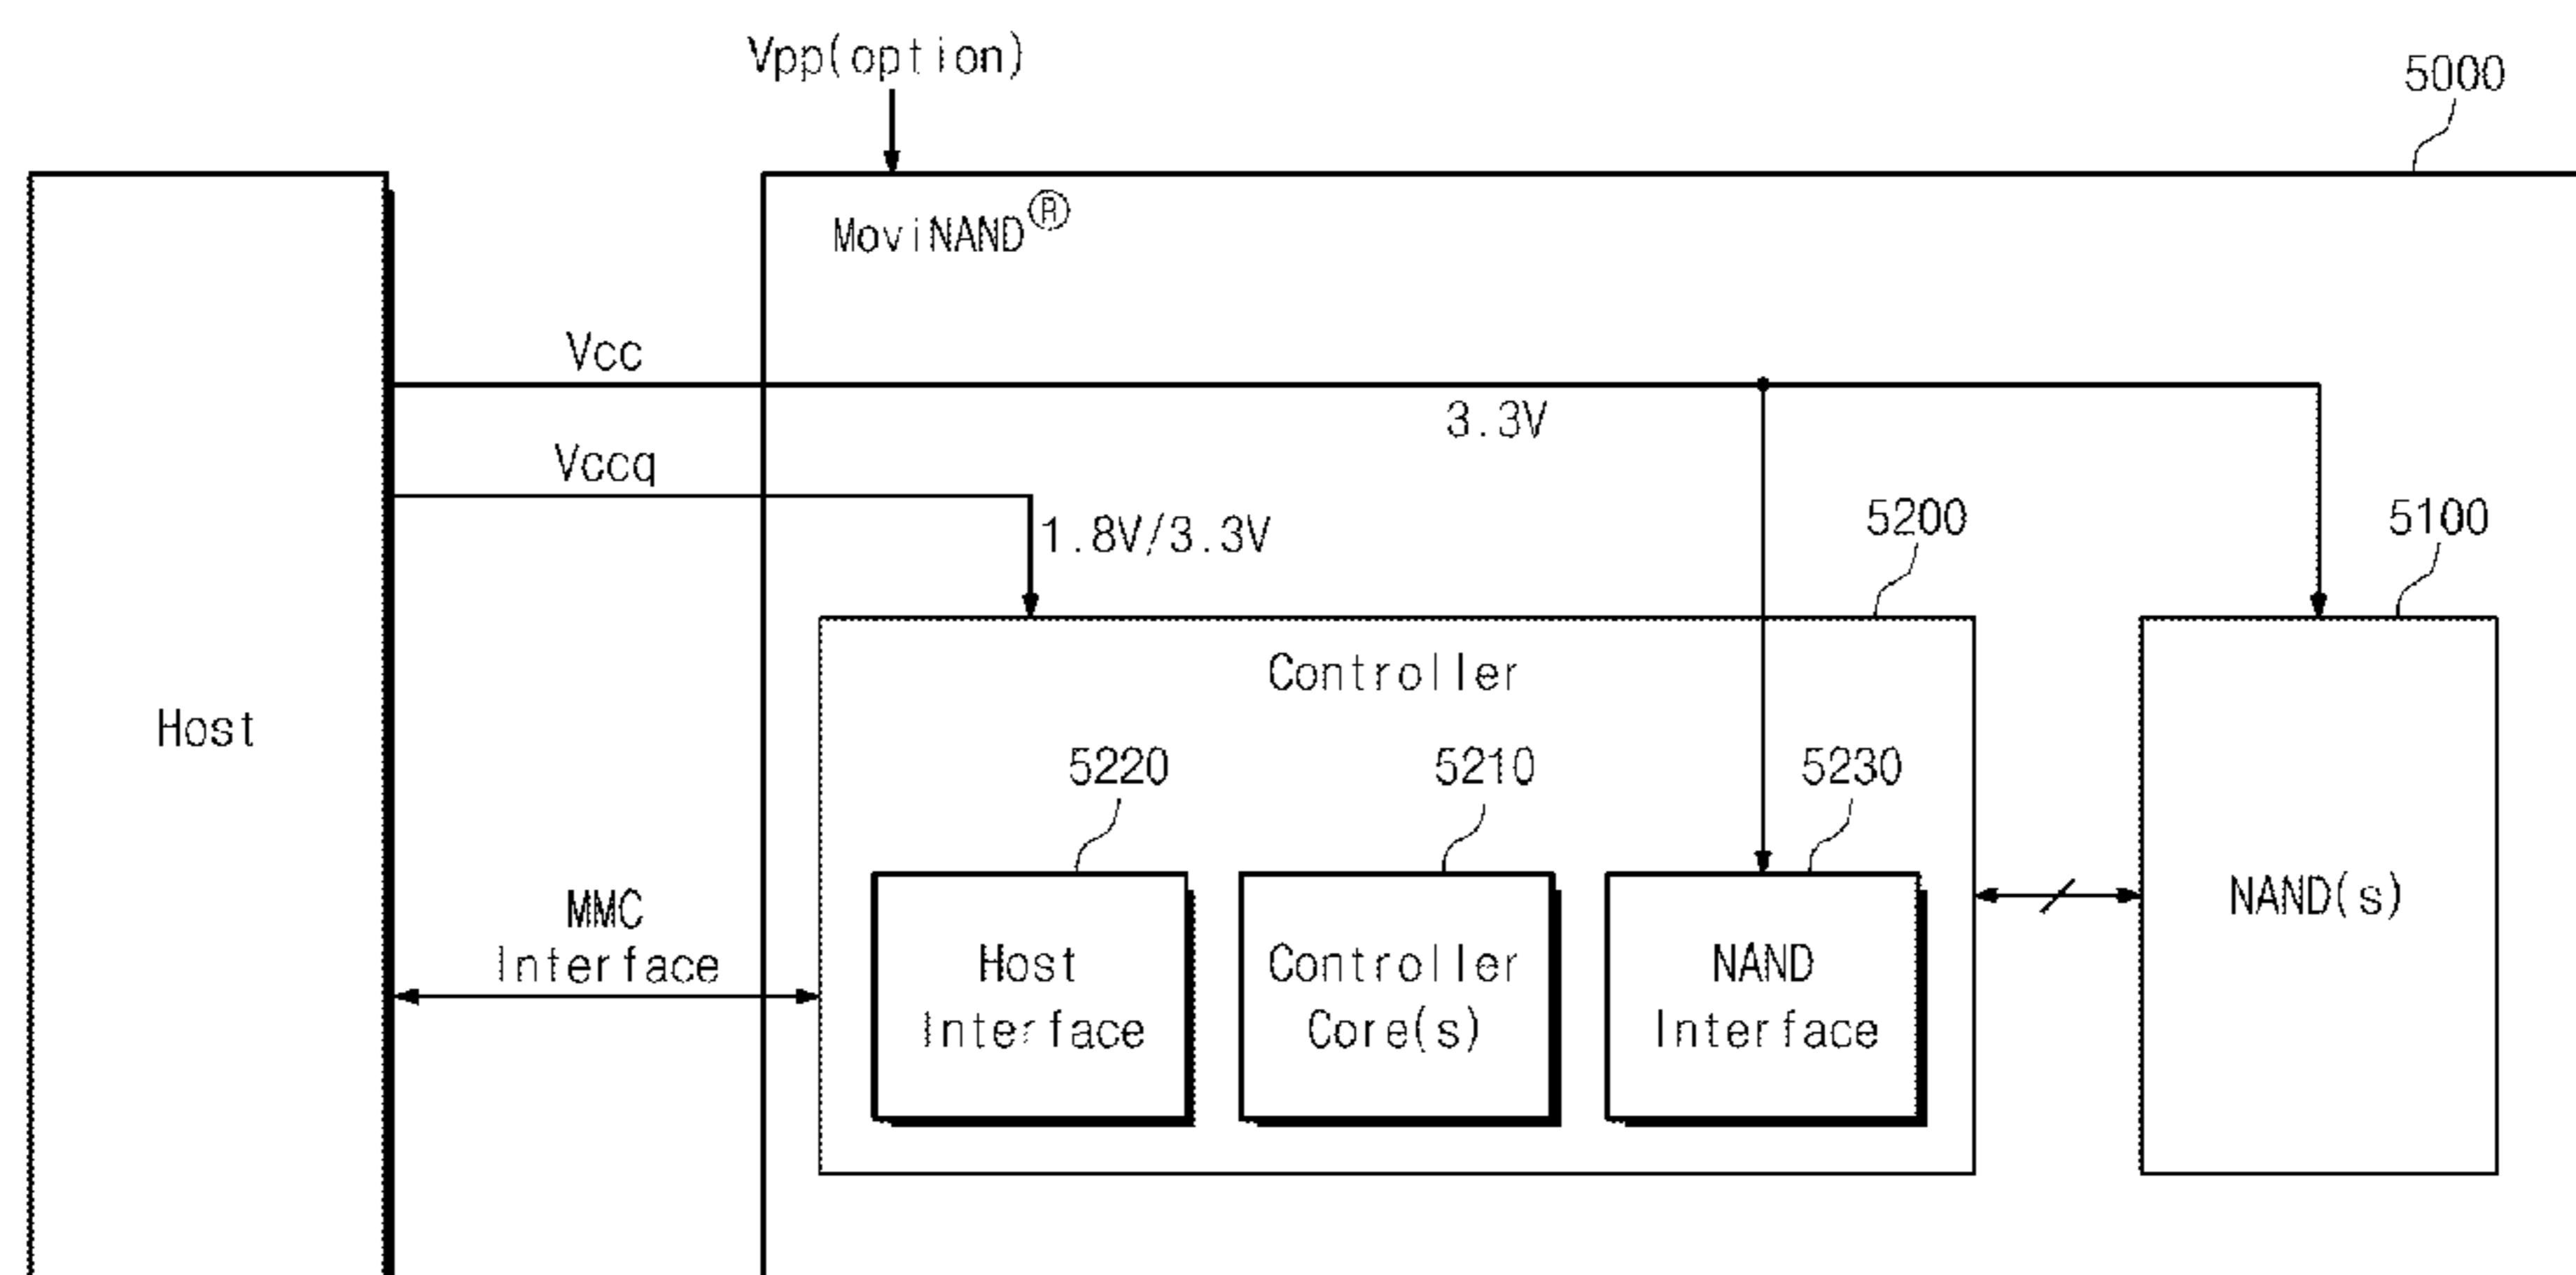 Vpp(option)
5000
MoviNAND®
Vcc
3.3V
Vccq
1.8V/3.3V
5200
5100
Controller
Host
5220
5210
5230
MMC
Interface
Host
Interface
Controller
Core(s)
NAND
Interface
NAND(s)